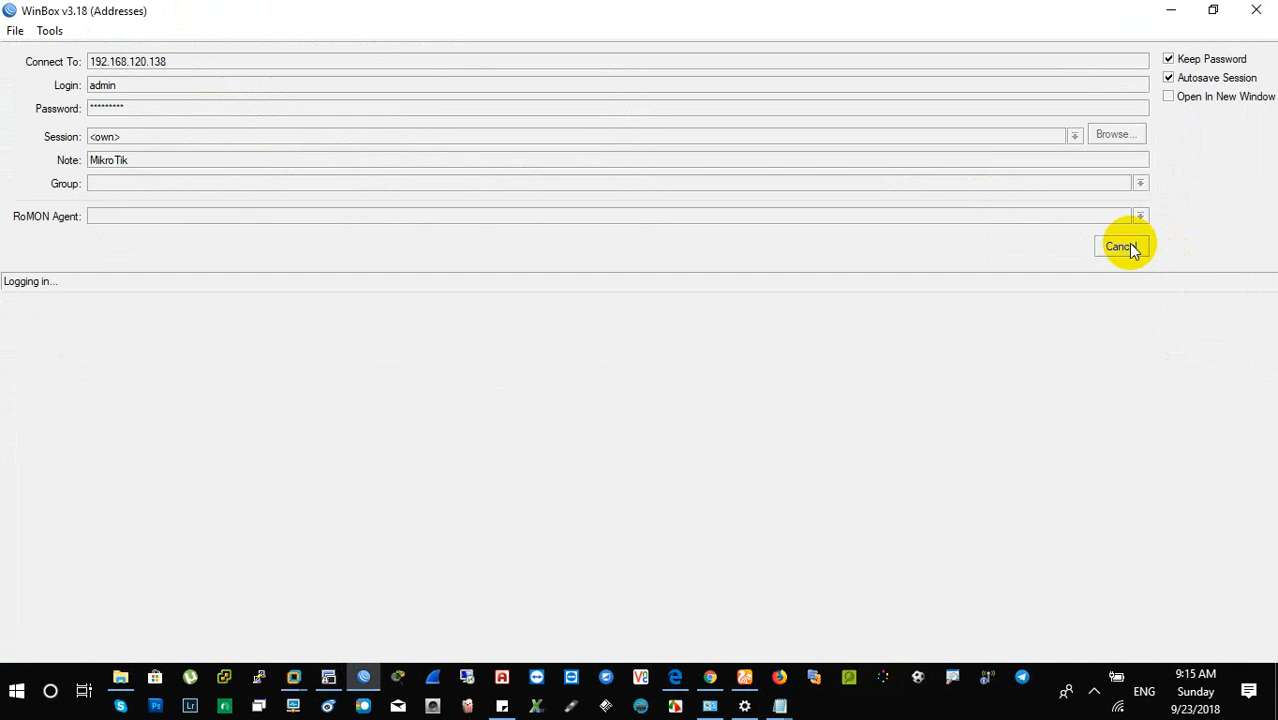 WinBox v3.18 (Addresses)
File Tools
Connect To: 192.168.120.138
Keep Password
Autosave Session
Login: admin
Open In New Window
Password: *********
Session: <own>
Browse...
Note: MikroTik
Group:
RoMON Agent:
Cancel
Logging in...
9:15 AM
ENG
Sunday
9/23/2018